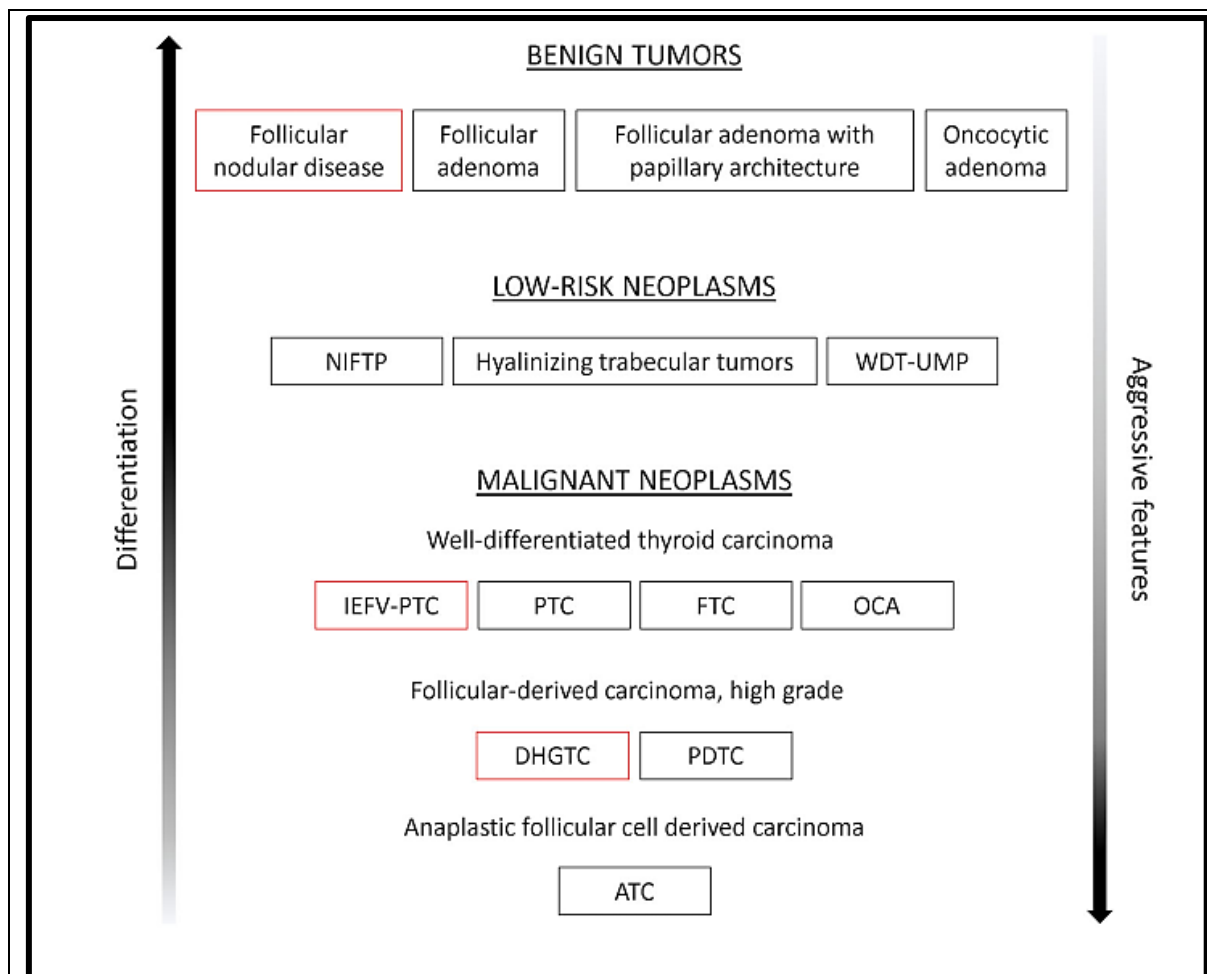 BENIGN TUMORS
Follicular
nodular disease
Follicular
adenoma
Follicular adenoma with
papillary architecture
Oncocytic
adenoma
LOW-RISK NEOPLASMS
NIFTP
Hyalinizing trabecular tumors
WDT-UMP
Differentiation
Aggressive features
MALIGNANT NEOPLASMS
Well-differentiated thyroid carcinoma
IEFV-PTC
PTC
FTC
OCA
Follicular-derived carcinoma, high grade
DHGTC
PDTC
Anaplastic follicular cell derived carcinoma
ATC